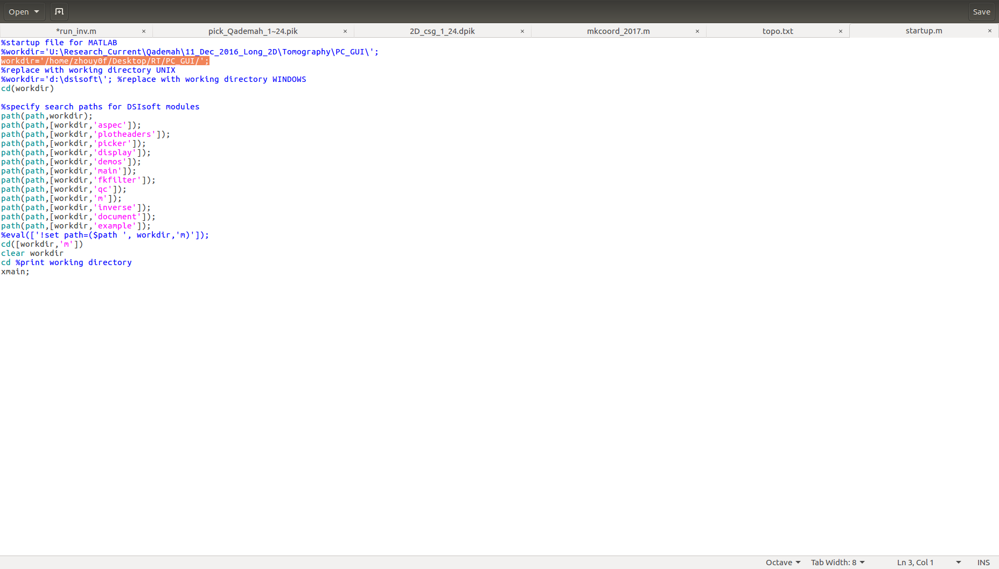 Open
Save
*run_inv.m × pick_Qademah_1~24.pik × 2D_csg_1_24.dpik × mkcoord_2017.m × topo.txt × startup.m ×
%startup file for MATLAB
%workdir='U:\Research_Current\Qademah\11_Dec_2016_Long_2D\Tomography\PC_GUI\';
workdir='/home/zhouy0f/Desktop/RT/PC_GUI/';
%replace with working directory UNIX
%workdir='d:\dsisoft\'; %replace with working directory WINDOWS
cd(workdir)
%specify search paths for DSIsoft modules
path(path,workdir);
path(path,[workdir,'aspec']);
path(path,[workdir,'plotheaders']);
path(path,[workdir,'picker']);
path(path,[workdir,'display']);
path(path,[workdir,'demos']);
path(path,[workdir,'main']);
path(path,[workdir,'fkfilter']);
path(path,[workdir,'qc']);
path(path,[workdir,'m']);
path(path,[workdir,'inverse']);
path(path,[workdir,'document']);
path(path,[workdir,'example']);
%eval(['!set path=($path ', workdir,'m)']);
cd([workdir,'m'])
clear workdir
cd %print working directory
xmain;
Octave Tab Width: 8 Ln 3, Col 1 INS